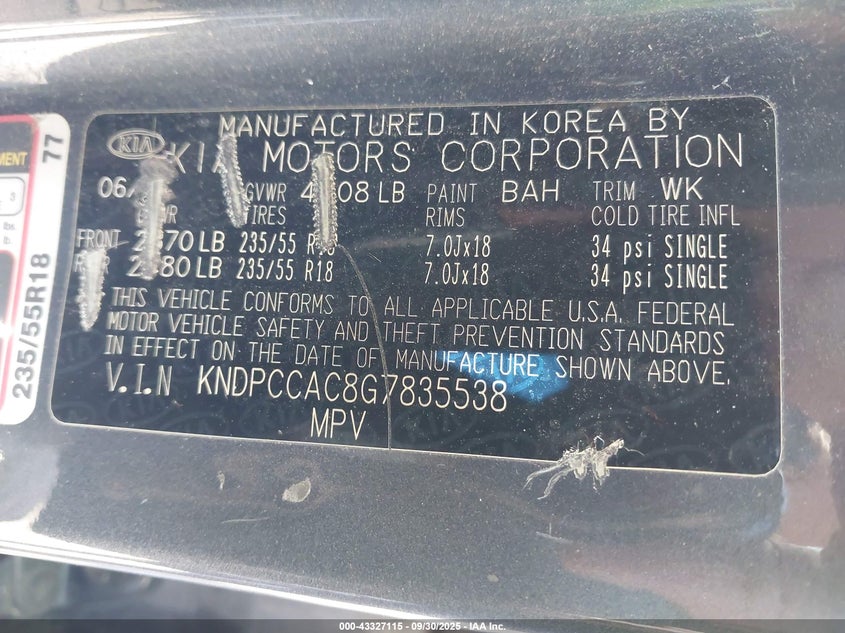 MANUFACTURED IN KOREA BY
KIA KIA MOTORS CORPORATION
GVWR LB PAINT BAH TRIM WK
TIRES RIMS COLD TIRE INFL
FRONT LB 235/55 7.0Jx18 34 psi SINGLE
LB 235/55 R18 7.0Jx18 34 psi SINGLE
THIS VEHICLE CONFORMS TO ALL APPLICABLE U.S.A. FEDERAL
MOTOR VEHICLE SAFETY AND THEFT PREVENTION STANDARDS
IN EFFECT ON THE DATE OF MANUFACTURE SHOWN ABOVE.
V.I.N KNDPCCAC8G7835538
MPV
235/55R18 77
000-43327115 - 09/30/2025 - IAA Inc.